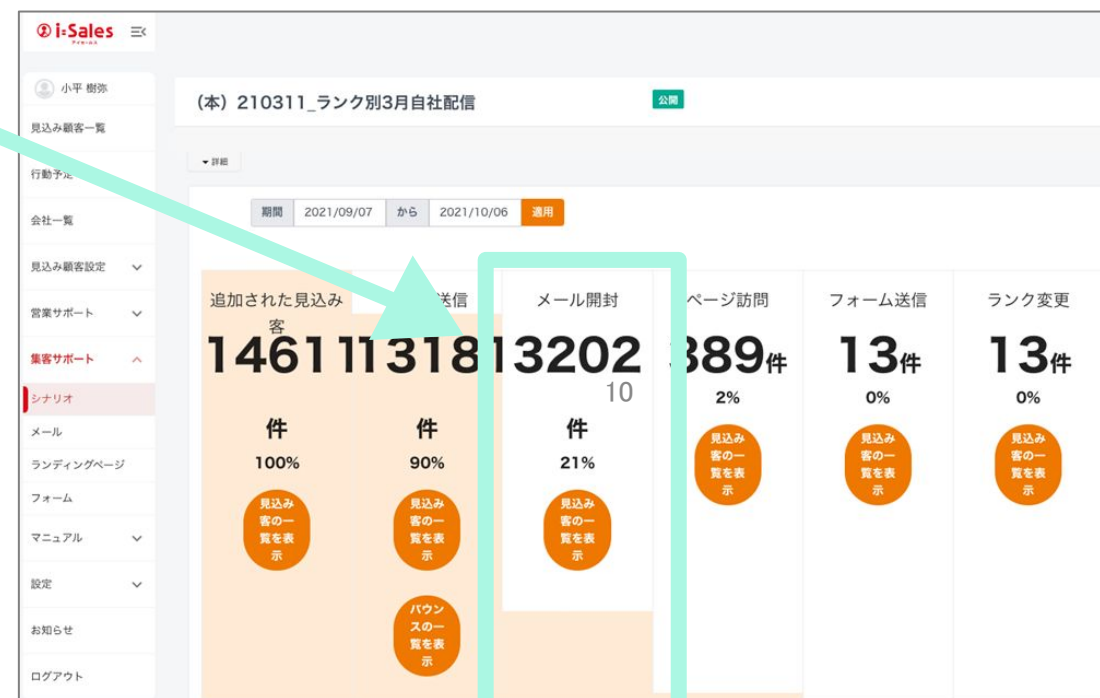 i:Sales
アイセールス
小平 樹弥
見込み顧客一覧
行動予定
会社一覧
見込み顧客設定
営業サポート
集客サポート
シナリオ
メール
ランディングページ
フォーム
マニュアル
設定
お知らせ
ログアウト
(本)210311_ランク別3月自社配信
公開
詳細
期間 2021/09/07 から 2021/10/06 適用
追加された見込み
客
14611
件
100%
見込み
客の一
覧を表
示
送信
13181
件
90%
見込み
客の一
覧を表
示
バウン
スの一
覧を表
示
メール開封
3202
10
件
21%
見込み
客の一
覧を表
示
ページ訪問
389件
2%
見込み
客の一
覧を表
示
フォーム送信
13件
0%
見込み
客の一
覧を表
示
ランク変更
13件
0%
見込み
客の一
覧を表
示